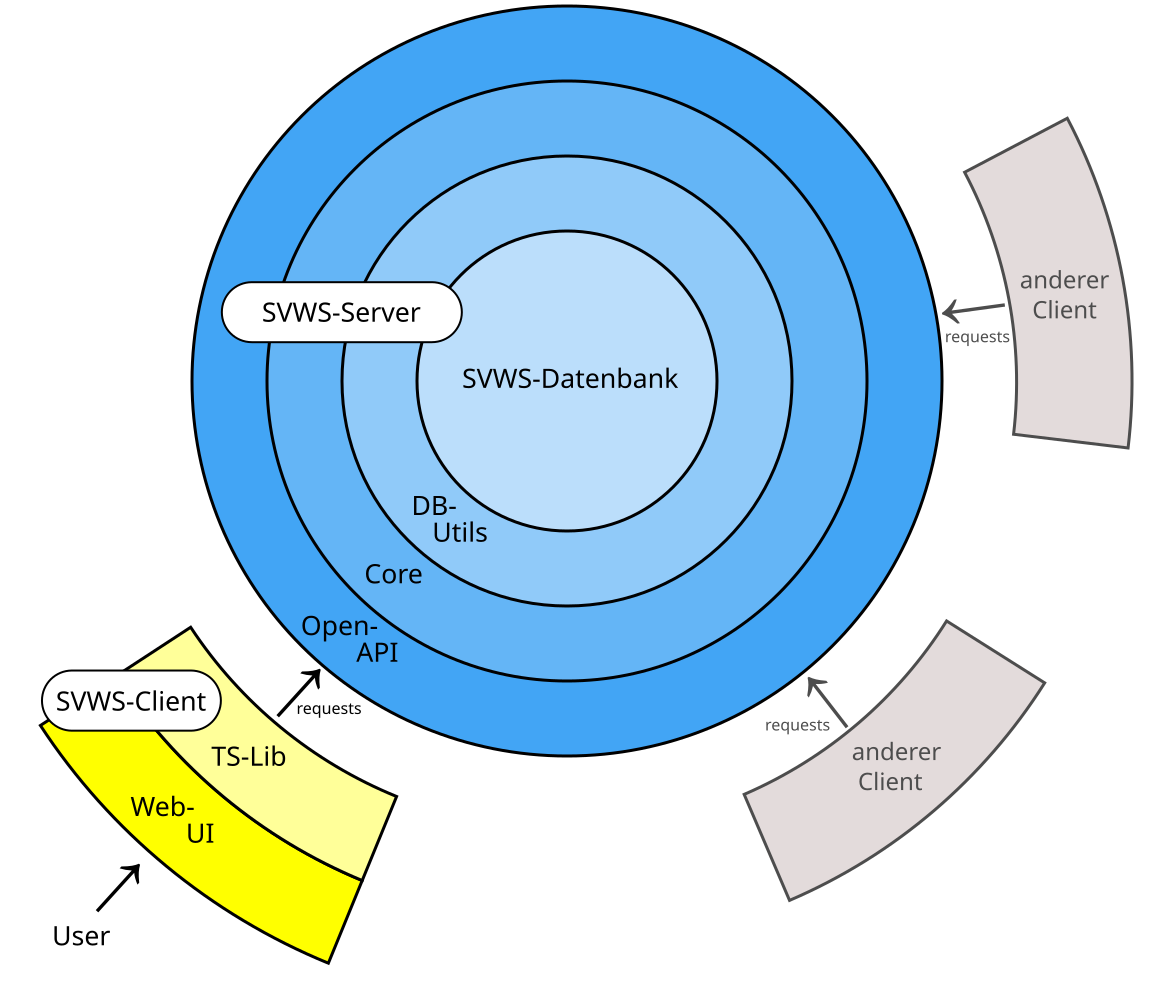 anderer
Client
requests
SVWS-Server
SVWS-Datenbank
DB-
Utils
Core
Open-
API
requests
SVWS-Client
TS-Lib
Web-
UI
User
requests
anderer
Client